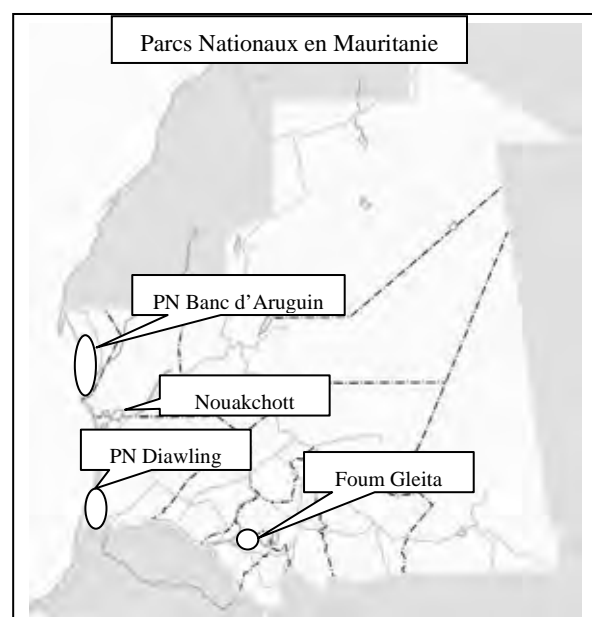 Parcs Nationaux en Mauritanie
PN Banc d’Aruguin
Nouakchott
PN Diawling
Foum Gleita